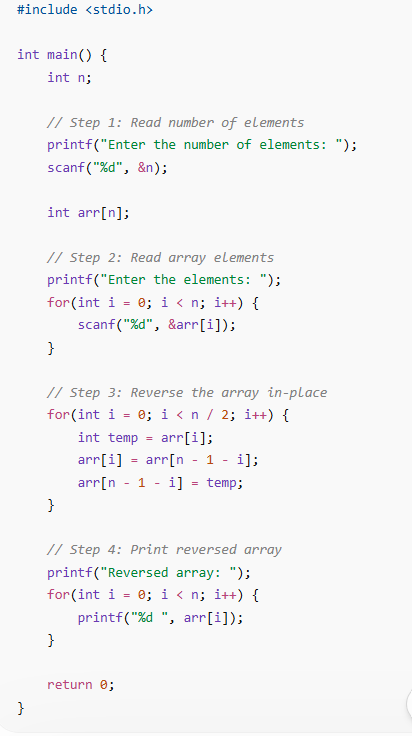 #include <stdio.h>

int main() {
    int n;

    // Step 1: Read number of elements
    printf("Enter the number of elements: ");
    scanf("%d", &n);

    int arr[n];

    // Step 2: Read array elements
    printf("Enter the elements: ");
    for(int i = 0; i < n; i++) {
        scanf("%d", &arr[i]);
    }

    // Step 3: Reverse the array in-place
    for(int i = 0; i < n / 2; i++) {
        int temp = arr[i];
        arr[i] = arr[n - 1 - i];
        arr[n - 1 - i] = temp;
    }

    // Step 4: Print reversed array
    printf("Reversed array: ");
    for(int i = 0; i < n; i++) {
        printf("%d ", arr[i]);
    }

    return 0;
}